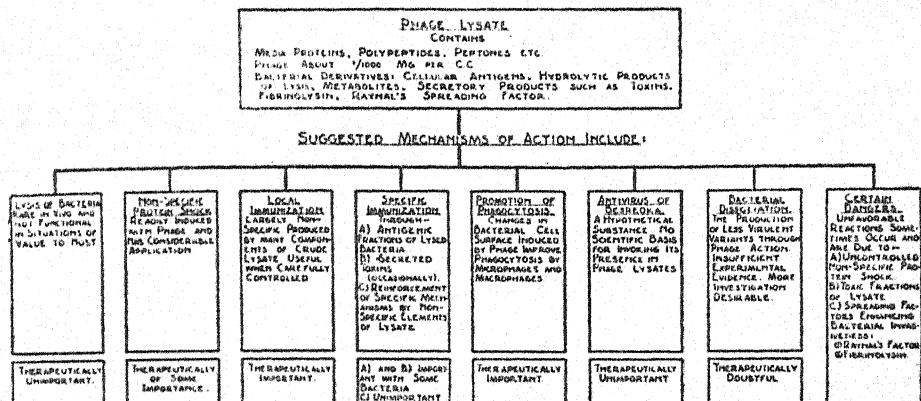 PHAGE LYSATE
CONTAINS
MEDIA PROTEINS, POLYPEPTIDES, PEPTONES ETC.
PHAGE ABOUT 1/1000 MG PER C.C.
BACTERIAL DERIVATIVES: CELLULAR ANTIGENS, HYDROLYTIC PRODUCTS
OF LYSIS, METABOLITES, SECRETORY PRODUCTS SUCH AS TOXINS.
FIBRINOLYSIN, RAYNAL'S SPREADING FACTOR.
SUGGESTED MECHANISMS OF ACTION INCLUDE:
LYSIS OF BACTERIA
RARE IN VIVO AND
NOT FUNCTIONAL
IN SITUATIONS OF
VALUE TO HOST
NON-SPECIFIC
PROTEIN SHOCK
READILY INDUCED
WITH PHAGE AND
HAS CONSIDERABLE
APPLICATION
LOCAL
IMMUNIZATION
LARGELY NON-
SPECIFIC PRODUCED
BY MANY COMPON-
ENTS OF CRUDE
LYSATE USEFUL
WHEN CAREFULLY
CONTROLLED
SPECIFIC
IMMUNIZATION
THROUGH-
A) ANTIGENIC
FRACTIONS OF LYSED
BACTERIA
B) SECRETED
TOXINS
(OCCASIONALLY).
C) REINFORCEMENT
OF SPECIFIC MECH-
ANISMS BY NON-
SPECIFIC ELEMENTS
OF LYSATE
PROMOTION OF
PHAGOCYTOSIS.
CHANGES IN
BACTERIAL CELL
SURFACE INDUCED
BY PHAGE IMPROVE
PHAGOCYTOSIS BY
MICROPHAGES AND
MACROPHAGES
ANTIVIRUS OF
BESREDKA.
A HYPOTHETICAL
SUBSTANCE NO
SCIENTIFIC BASIS
FOR INVOKING ITS
PRESENCE IN
PHAGE LYSATES
BACTERIAL
DISSOCIATION.
THE PRODUCTION
OF LESS VIRULENT
VARIANTS THROUGH
PHAGE ACTION.
INSUFFICIENT
EXPERIMENTAL
EVIDENCE. MORE
INVESTIGATION
DESIRABLE.
CERTAIN
DANGERS.
UNFAVORABLE
REACTIONS SOME-
TIMES OCCUR AND
ARE DUE TO-
A) UNCONTROLLED
NON-SPECIFIC PRO-
TEIN SHOCK.
B) TOXIC FRACTIONS
OF LYSATE
C) SPREADING FAC-
TORS ENHANCING
BACTERIAL INVAS-
IVENESS:
① RAYNAL'S FACTOR
② FIBRINOLYSIN.
THERAPEUTICALLY
UNIMPORTANT.
THERAPEUTICALLY
OF SOME
IMPORTANCE.
THERAPEUTICALLY
IMPORTANT.
A) AND B) IMPORT-
ANT WITH SOME
BACTERIA
C) UNIMPORTANT
THERAPEUTICALLY
IMPORTANT
THERAPEUTICALLY
UNIMPORTANT
THERAPEUTICALLY
DOUBTFUL